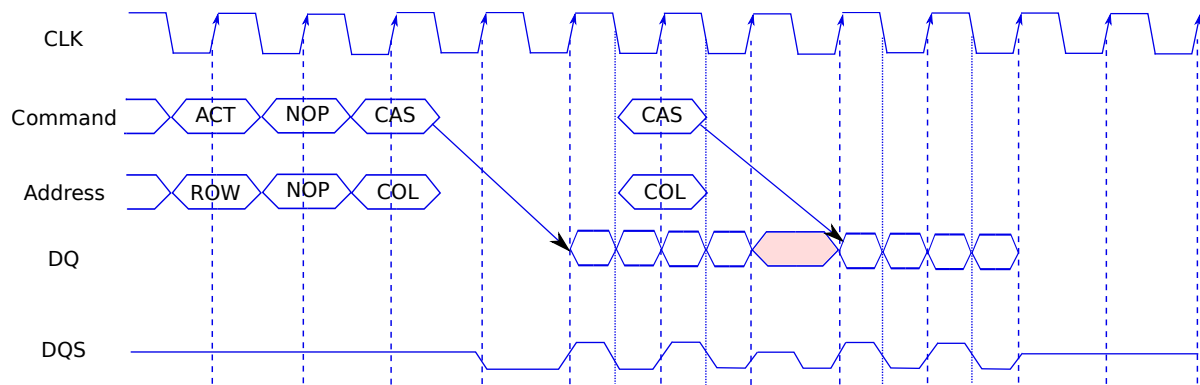 CLK
Command ACT NOP CAS CAS
Address ROW NOP COL COL
DQ
DQS